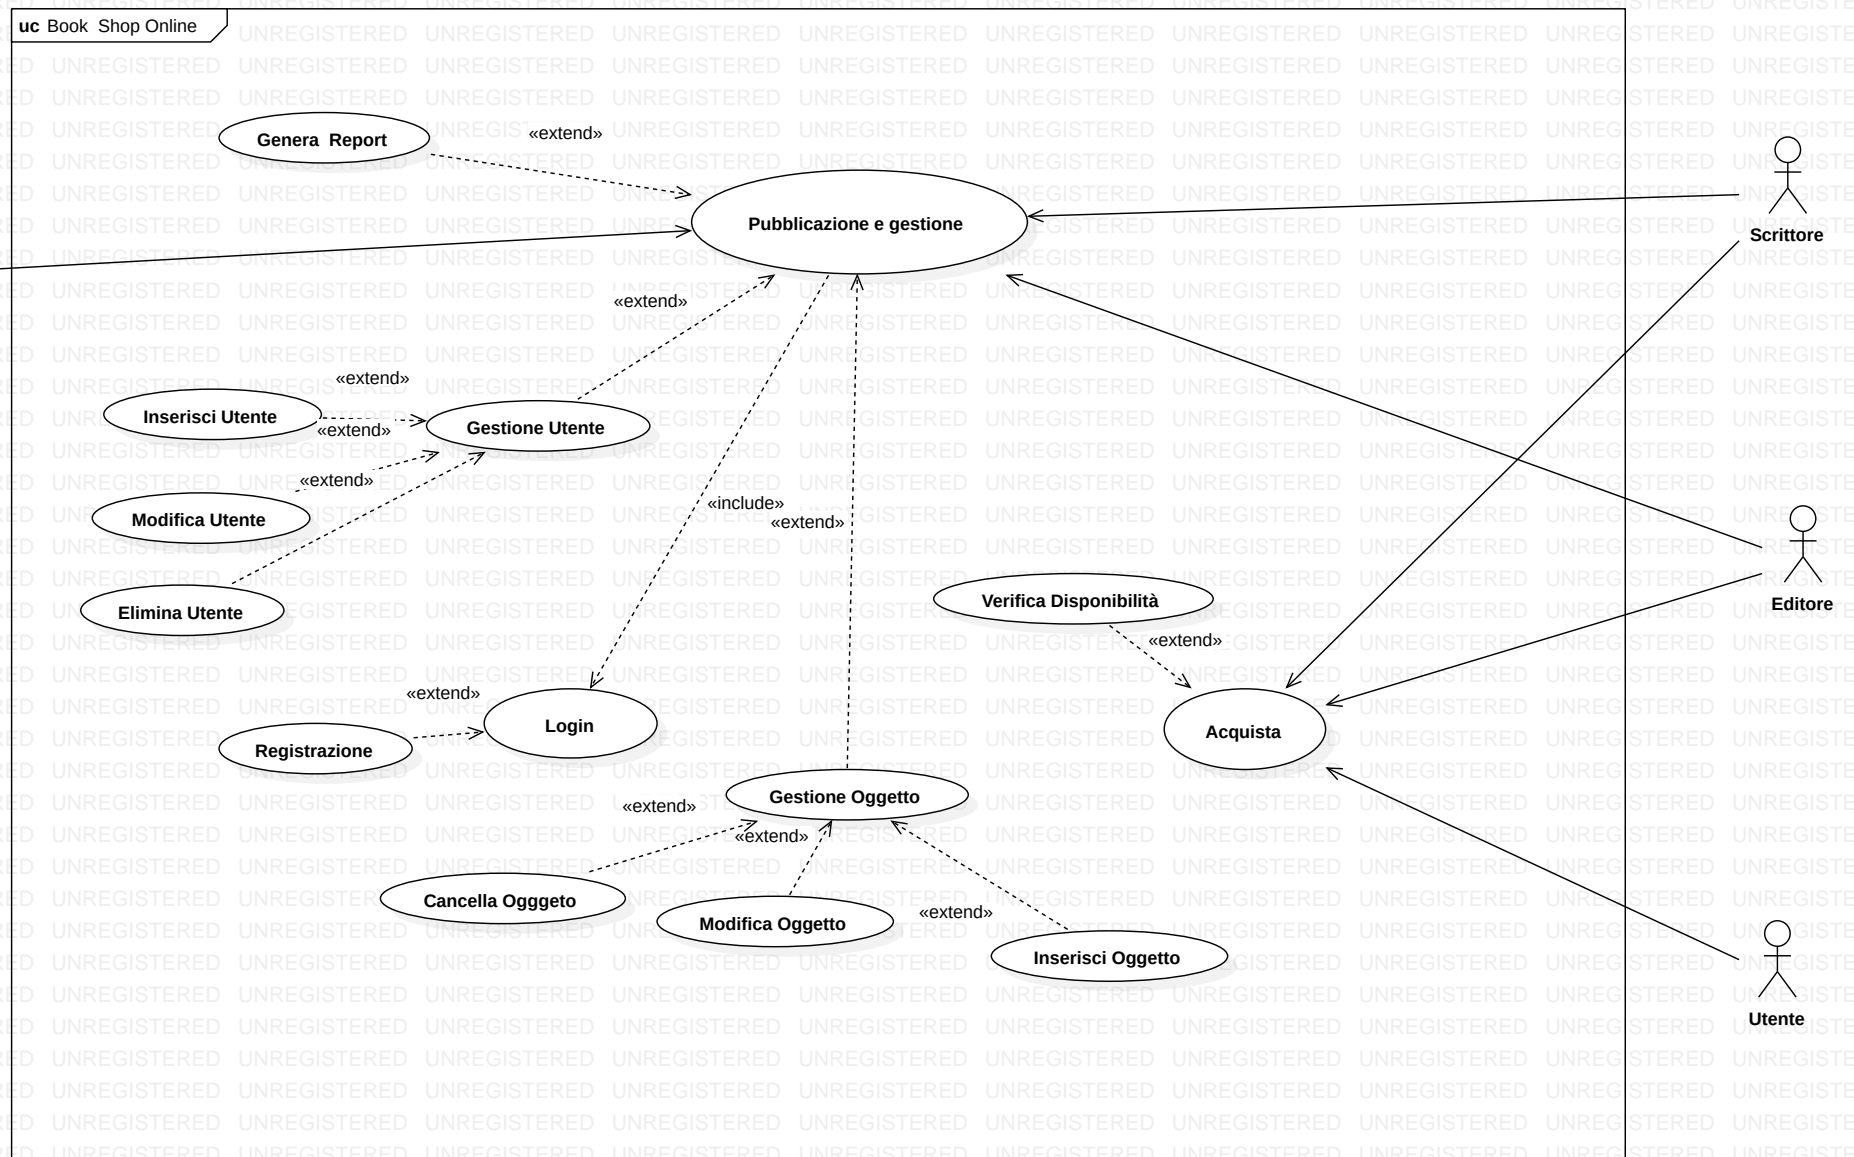 uc Book Shop Online
Genera Report
«extend»
Pubblicazione e gestione
Scrittore
«extend»
«extend»
Inserisci Utente
«extend»
Gestione Utente
«extend»
Modifica Utente
«include»
«extend»
Elimina Utente
Verifica Disponibilità
«extend»
Editore
«extend»
Registrazione
Login
Acquista
Gestione Oggetto
«extend»
«extend»
Cancella Ogggeto
Modifica Oggetto
«extend»
Inserisci Oggetto
Utente
UNREGISTERED